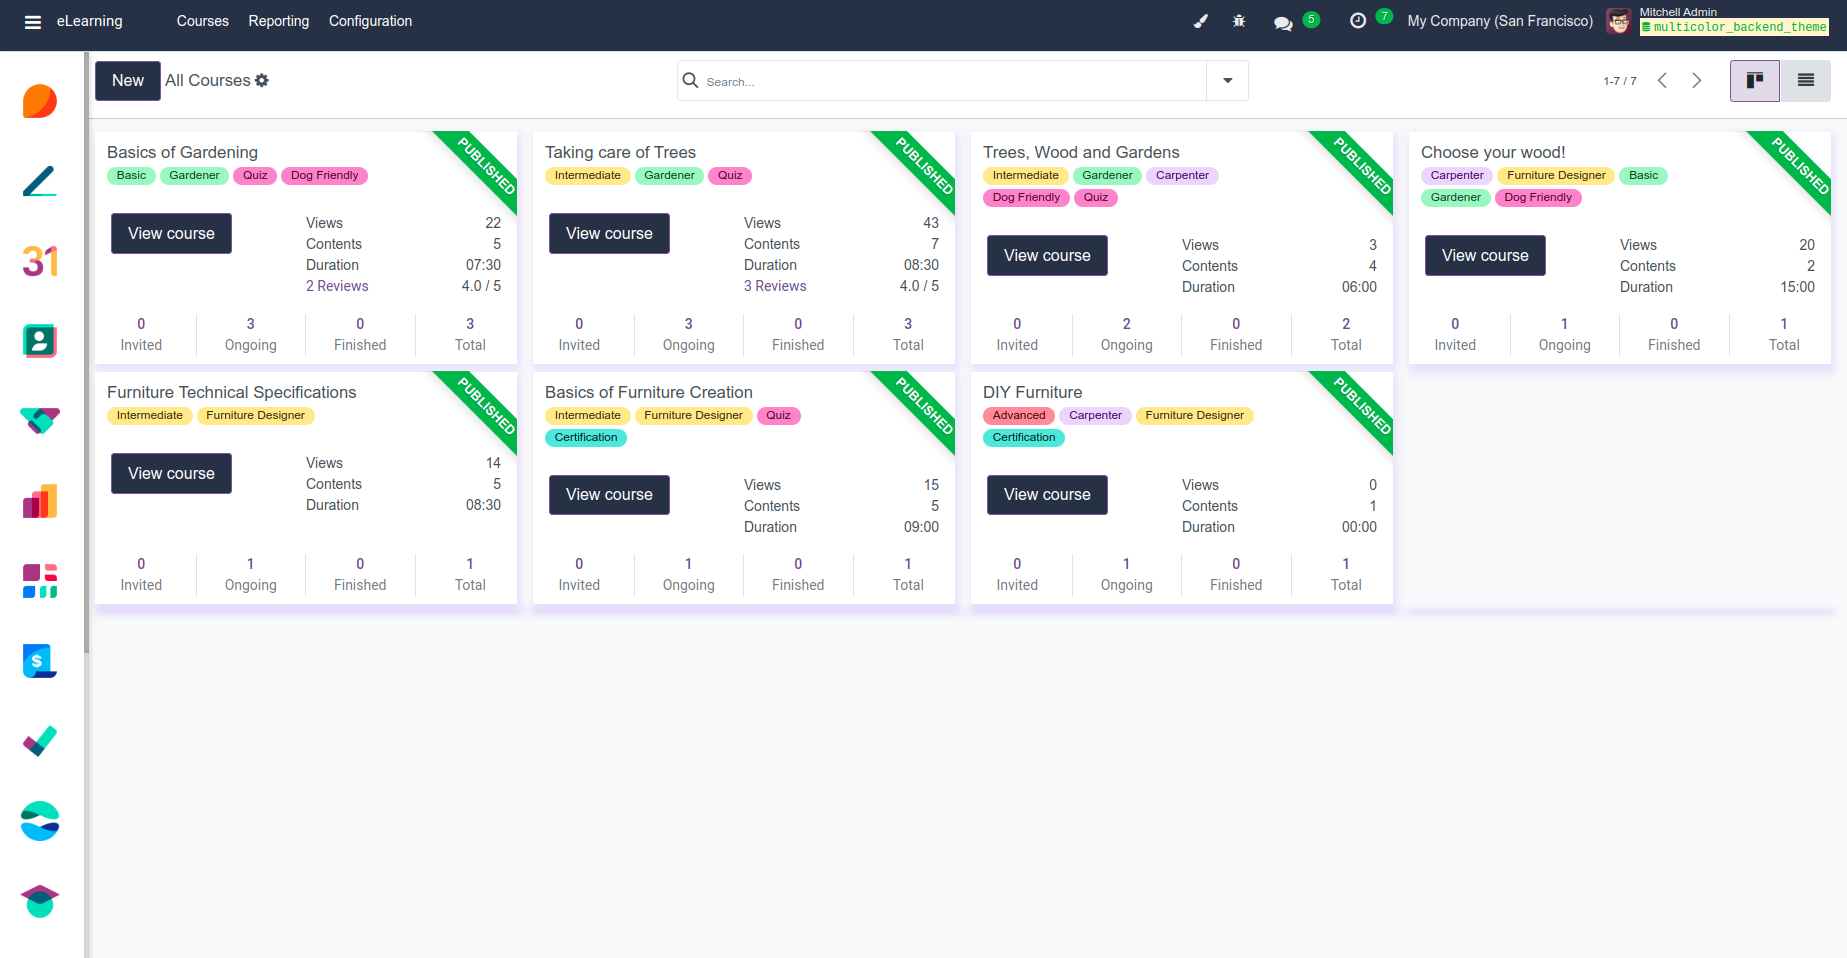 eLearning Courses Reporting Configuration 5 7 My Company (San Francisco) Mitchell Admin
multicolor_backend_theme
New All Courses Search... 1-7 / 7
31
$
Basics of Gardening
PUBLISHED
Basic Gardener Quiz Dog Friendly
View course
Views 22
Contents 5
Duration 07:30
2 Reviews 4.0 / 5
0 3 0 3
Invited Ongoing Finished Total
Taking care of Trees
PUBLISHED
Intermediate Gardener Quiz
View course
Views 43
Contents 7
Duration 08:30
3 Reviews 4.0 / 5
0 3 0 3
Invited Ongoing Finished Total
Trees, Wood and Gardens
PUBLISHED
Intermediate Gardener Carpenter
Dog Friendly Quiz
View course
Views 3
Contents 4
Duration 06:00
0 2 0 2
Invited Ongoing Finished Total
Choose your wood!
PUBLISHED
Carpenter Furniture Designer Basic
Gardener Dog Friendly
View course
Views 20
Contents 2
Duration 15:00
0 1 0 1
Invited Ongoing Finished Total
Furniture Technical Specifications
PUBLISHED
Intermediate Furniture Designer
View course
Views 14
Contents 5
Duration 08:30
0 1 0 1
Invited Ongoing Finished Total
Basics of Furniture Creation
PUBLISHED
Intermediate Furniture Designer Quiz
Certification
View course
Views 15
Contents 5
Duration 09:00
0 1 0 1
Invited Ongoing Finished Total
DIY Furniture
PUBLISHED
Advanced Carpenter Furniture Designer
Certification
View course
Views 0
Contents 1
Duration 00:00
0 1 0 1
Invited Ongoing Finished Total